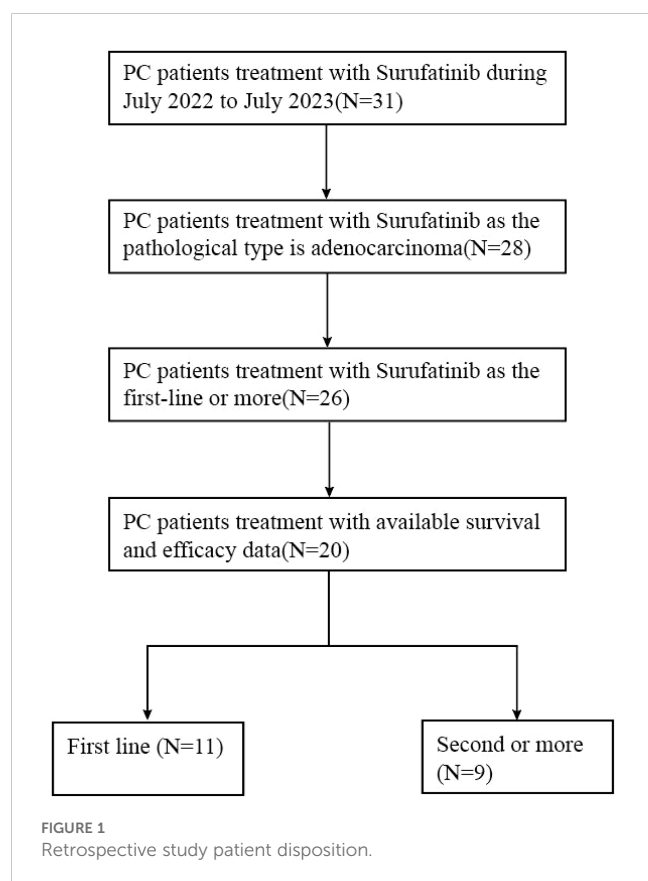 PC patients treatment with Surufatinib during
July 2022 to July 2023(N=31)
PC patients treatment with Surufatinib as the
pathological type is adenocarcinoma(N=28)
PC patients treatment with Surufatinib as the
first-line or more(N=26)
PC patients treatment with available survival
and efficacy data(N=20)
First line (N=11)
Second or more
(N=9)
FIGURE 1
Retrospective study patient disposition.